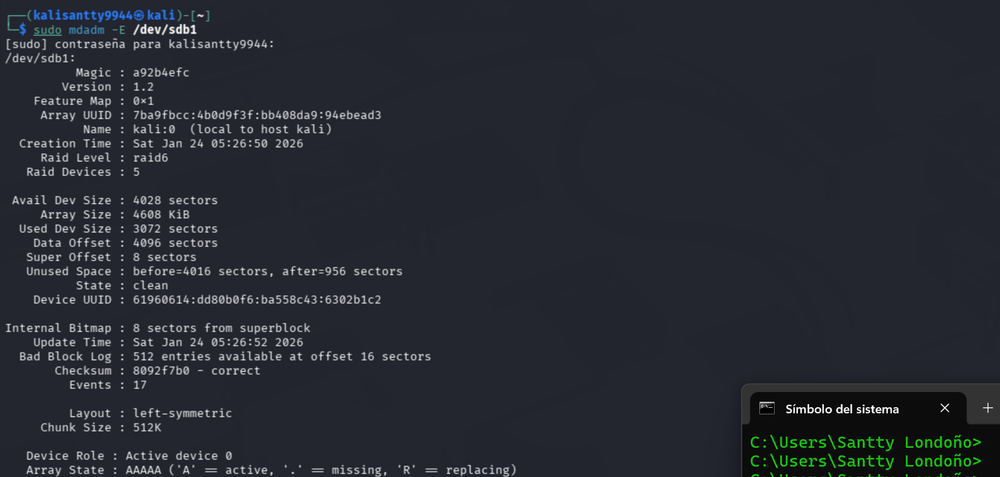 ┌──(kalisantty9944㉿kali)-[~]
└─$ sudo mdadm -E /dev/sdb1
[sudo] contraseña para kalisantty9944:
/dev/sdb1:
Magic : a92b4efc
Version : 1.2
Feature Map : 0×1
Array UUID : 7ba9fbcc:4b0d9f3f:bb408da9:94ebead3
Name : kali:0  (local to host kali)
Creation Time : Sat Jan 24 05:26:50 2026
Raid Level : raid6
Raid Devices : 5
Avail Dev Size : 4028 sectors
Array Size : 4608 KiB
Used Dev Size : 3072 sectors
Data Offset : 4096 sectors
Super Offset : 8 sectors
Unused Space : before=4016 sectors, after=956 sectors
State : clean
Device UUID : 61960614:dd80b0f6:ba558c43:6302b1c2
Internal Bitmap : 8 sectors from superblock
Update Time : Sat Jan 24 05:26:52 2026
Bad Block Log : 512 entries available at offset 16 sectors
Checksum : 8092f7b0 - correct
Events : 17
Layout : left-symmetric
Chunk Size : 512K
Device Role : Active device 0
Array State : AAAAA ('A' == active, '.' == missing, 'R' == replacing)
Símbolo del sistema
C:\Users\Santty Londoño>
C:\Users\Santty Londoño>
C:\Users\Santty Londoño>